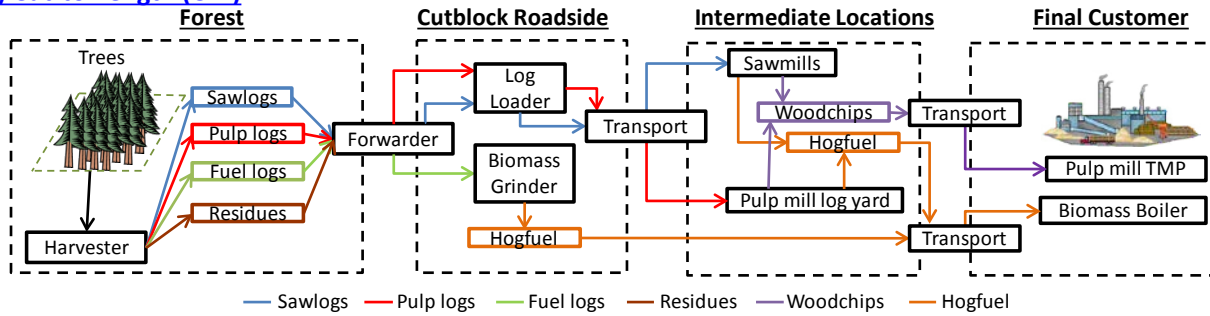 Forest
Cutblock Roadside
Intermediate Locations
Final Customer
Trees
Sawlogs
Pulp logs
Fuel logs
Residues
Harvester
Forwarder
Log
Loader
Biomass
Grinder
Hogfuel
Transport
Sawmills
Woodchips
Hogfuel
Pulp mill log yard
Transport
Transport
Pulp mill TMP
Biomass Boiler
Sawlogs
Pulp logs
Fuel logs
Residues
Woodchips
Hogfuel